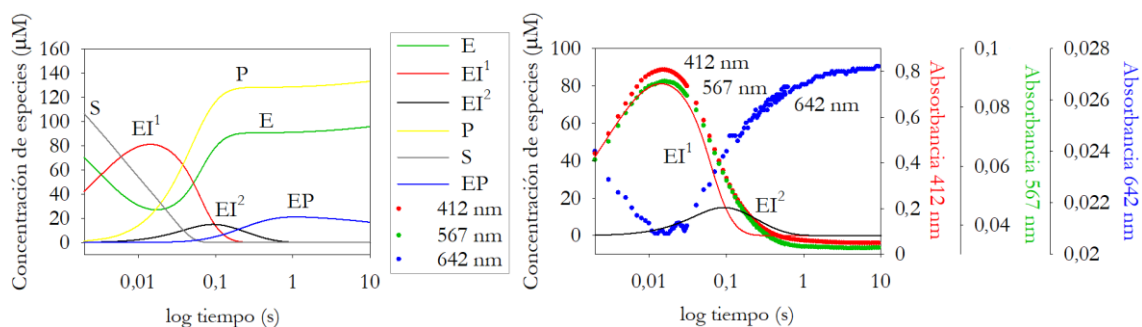 Concentración de especies (µM)
160
140
120
100
80
60
40
20
0
S
EI¹
P
E
EI²
EP
0,01
0,1
1
10
log tiempo (s)
E
EI¹
EI²
P
S
EP
412 nm
567 nm
642 nm
Concentración de especies (µM)
100
80
60
40
20
0
412 nm
567 nm
642 nm
EI¹
EI²
0,01
0,1
1
10
log tiempo (s)
0,8
0,6
0,4
0,2
0
Absorbancia 412 nm
0,1
0,08
0,06
0,04
Absorbancia 567 nm
0,028
0,026
0,024
0,022
0,02
Absorbancia 642 nm